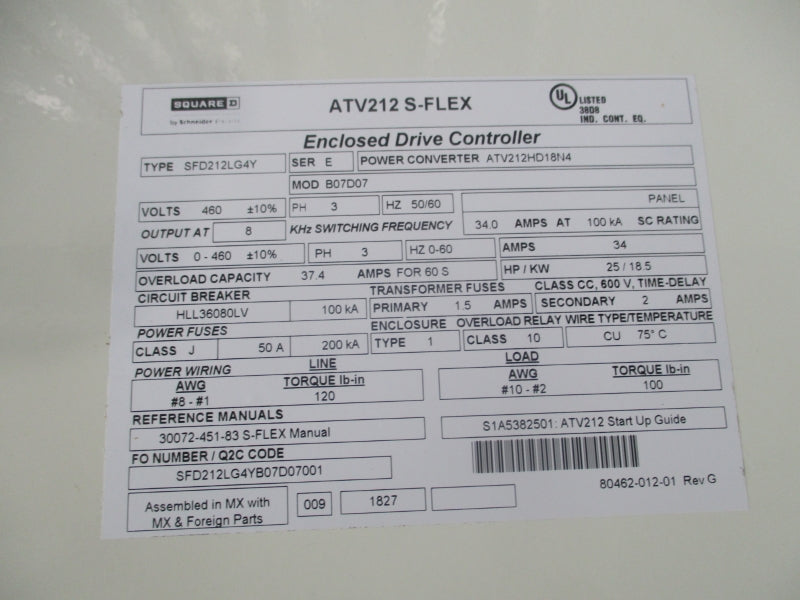 SQUARE D
by Schneider Electric
ATV212 S-FLEX
UL LISTED
38D8
IND. CONT. EQ.
Enclosed Drive Controller
TYPE SFD212LG4Y SER E POWER CONVERTER ATV212HD18N4
MOD B07D07
VOLTS 460 ±10% PH 3 HZ 50/60 PANEL
OUTPUT AT 8 KHz SWITCHING FREQUENCY 34.0 AMPS AT 100 kA SC RATING
VOLTS 0 - 460 ±10% PH 3 HZ 0-60 AMPS 34
OVERLOAD CAPACITY 37.4 AMPS FOR 60 S HP / KW 25 / 18.5
CIRCUIT BREAKER TRANSFORMER FUSES CLASS CC, 600 V, TIME-DELAY
HLL36080LV 100 kA PRIMARY 1.5 AMPS SECONDARY 2 AMPS
POWER FUSES ENCLOSURE OVERLOAD RELAY WIRE TYPE/TEMPERATURE
CLASS J 50 A 200 kA TYPE 1 CLASS 10 CU 75° C
POWER WIRING LINE LOAD
AWG TORQUE lb-in AWG TORQUE lb-in
#8 - #1 120 #10 - #2 100
REFERENCE MANUALS
30072-451-83 S-FLEX Manual S1A5382501: ATV212 Start Up Guide
FO NUMBER / Q2C CODE
SFD212LG4YB07D07001
80462-012-01 Rev G
Assembled in MX with
MX & Foreign Parts
009 1827